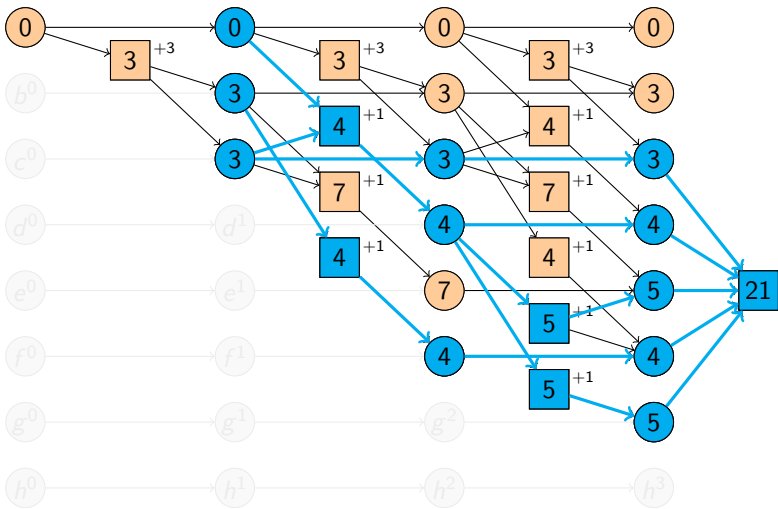 0 0 0 0
3 +3 3 +3 3 +3
b⁰ 3 3 3
4 +1 4 +1
c⁰ 3 3 3
7 +1 7 +1
d⁰ d¹ 4 4
4 +1 4 +1
e⁰ e¹ 7 5 21
5 +1
f⁰ f¹ 4 4
5 +1
g⁰ g¹ g² 5
h⁰ h¹ h² h³